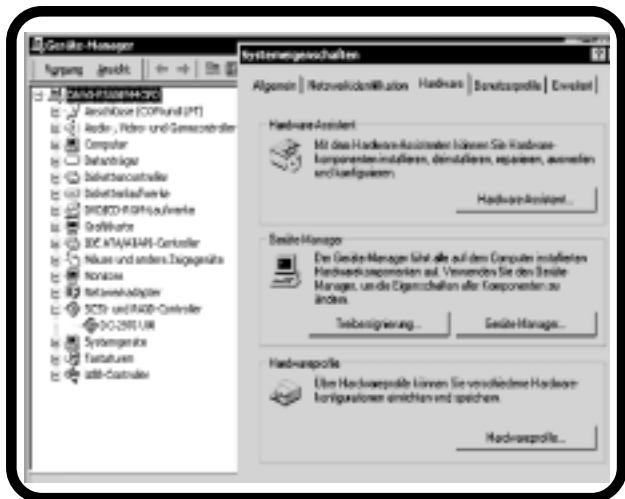 Geräte-Manager
Vorgang Ansicht
Anschlüsse (COM und LPT)
Audio-, Video- und Gamecontroller
Computer
Datenträger
Diskettencontroller
Diskettenlaufwerke
DVD/CD-ROM-Laufwerke
Grafikkarte
IDE ATA/ATAPI-Controller
Mäuse und andere Zeigegeräte
Monitore
Netzwerkadapter
SCSI- und RAID-Controller
Systemgeräte
Tastaturen
USB-Controller
Systemeigenschaften
Allgemein Netzwerkidentifikation Hardware Benutzerprofile Erweitert
Hardware-Assistent
Mit dem Hardware-Assistenten können Sie Hardware-
komponenten installieren, deinstallieren, reparieren, auswerfen
und konfigurieren.
Hardware-Assistent...
Geräte-Manager
Der Geräte-Manager führt alle auf dem Computer installierten
Hardwarekomponenten auf. Verwenden Sie den Geräte-
Manager, um die Eigenschaften aller Komponenten zu
ändern.
Treibersignierung... Geräte-Manager...
Hardwareprofile
Über Hardwareprofile können Sie verschiedene Hardware-
konfigurationen einrichten und speichern.
Hardwareprofile...